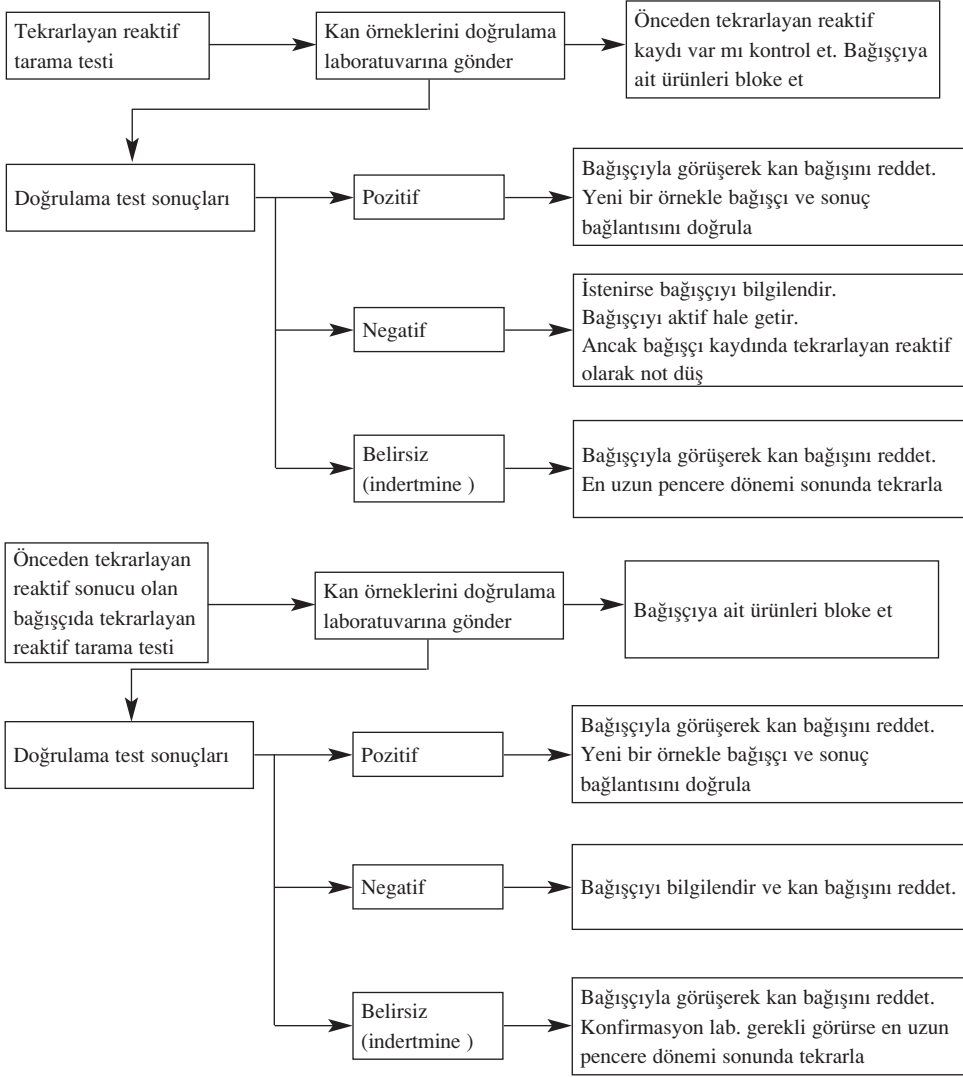 Tekrarlayan reaktif
tarama testi
Kan örneklerini doğrulama
laboratuvarına gönder
Önceden tekrarlayan reaktif
kaydı var mı kontrol et. Bağışçıya
ait ürünleri bloke et
Doğrulama test sonuçları
Pozitif
Bağışçıyla görüşerek kan bağışını reddet.
Yeni bir örnekle bağışçı ve sonuç
bağlantısını doğrula
Negatif
İstenirse bağışçıyı bilgilendir.
Bağışçıyı aktif hale getir.
Ancak bağışçı kaydında tekrarlayan reaktif
olarak not düş
Belirsiz
(indertmine )
Bağışçıyla görüşerek kan bağışını reddet.
En uzun pencere dönemi sonunda tekrarla
Önceden tekrarlayan
reaktif sonucu olan
bağışçıda tekrarlayan
reaktif tarama testi
Kan örneklerini doğrulama
laboratuvarına gönder
Bağışçıya ait ürünleri bloke et
Doğrulama test sonuçları
Pozitif
Bağışçıyla görüşerek kan bağışını reddet.
Yeni bir örnekle bağışçı ve sonuç
bağlantısını doğrula
Negatif
Bağışçıyı bilgilendir ve kan bağışını reddet.
Belirsiz
(indertmine )
Bağışçıyla görüşerek kan bağışını reddet.
Konfirmasyon lab. gerekli görürse en uzun
pencere dönemi sonunda tekrarla